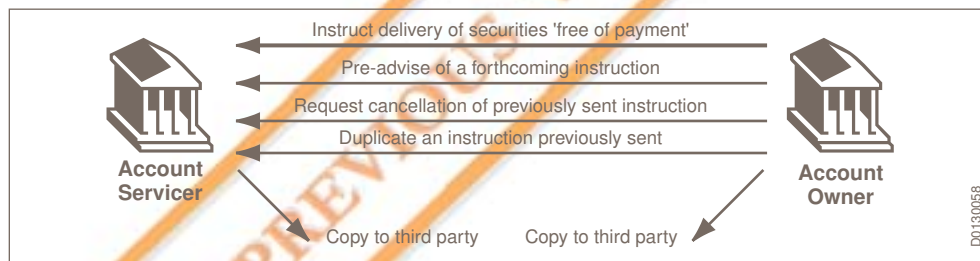 Instruct delivery of securities 'free of payment'
Pre-advise of a forthcoming instruction
Request cancellation of previously sent instruction
Duplicate an instruction previously sent
Account
Servicer
Account
Owner
Copy to third party
Copy to third party
D0130058
PREVIOUS